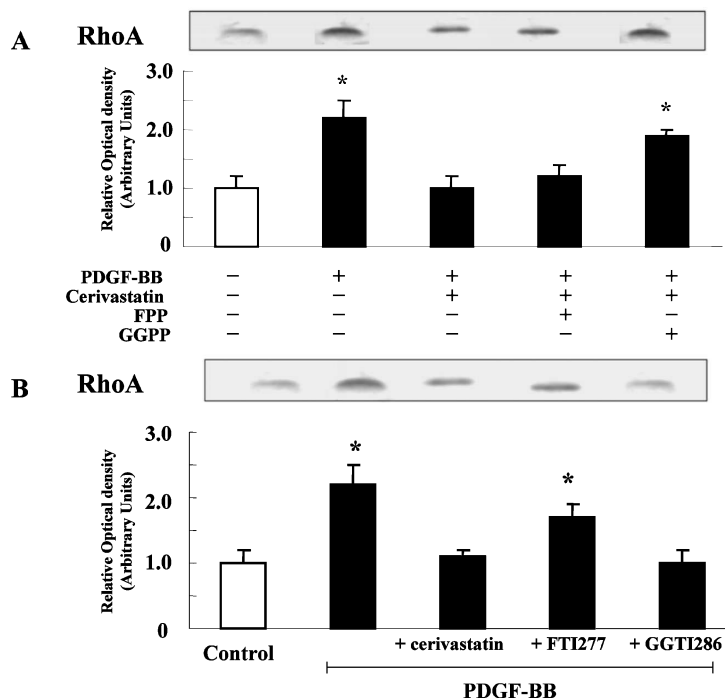 A RhoA
Relative Optical density
(Arbitrary Units)
3.0
2.0
1.0
0
* *
PDGF-BB − + + + +
Cerivastatin − − + + +
FPP − − − + −
GGPP − − − − +
B RhoA
Relative Optical density
(Arbitrary Units)
3.0
2.0
1.0
0
* *
Control + cerivastatin + FTI277 + GGTI286
PDGF-BB